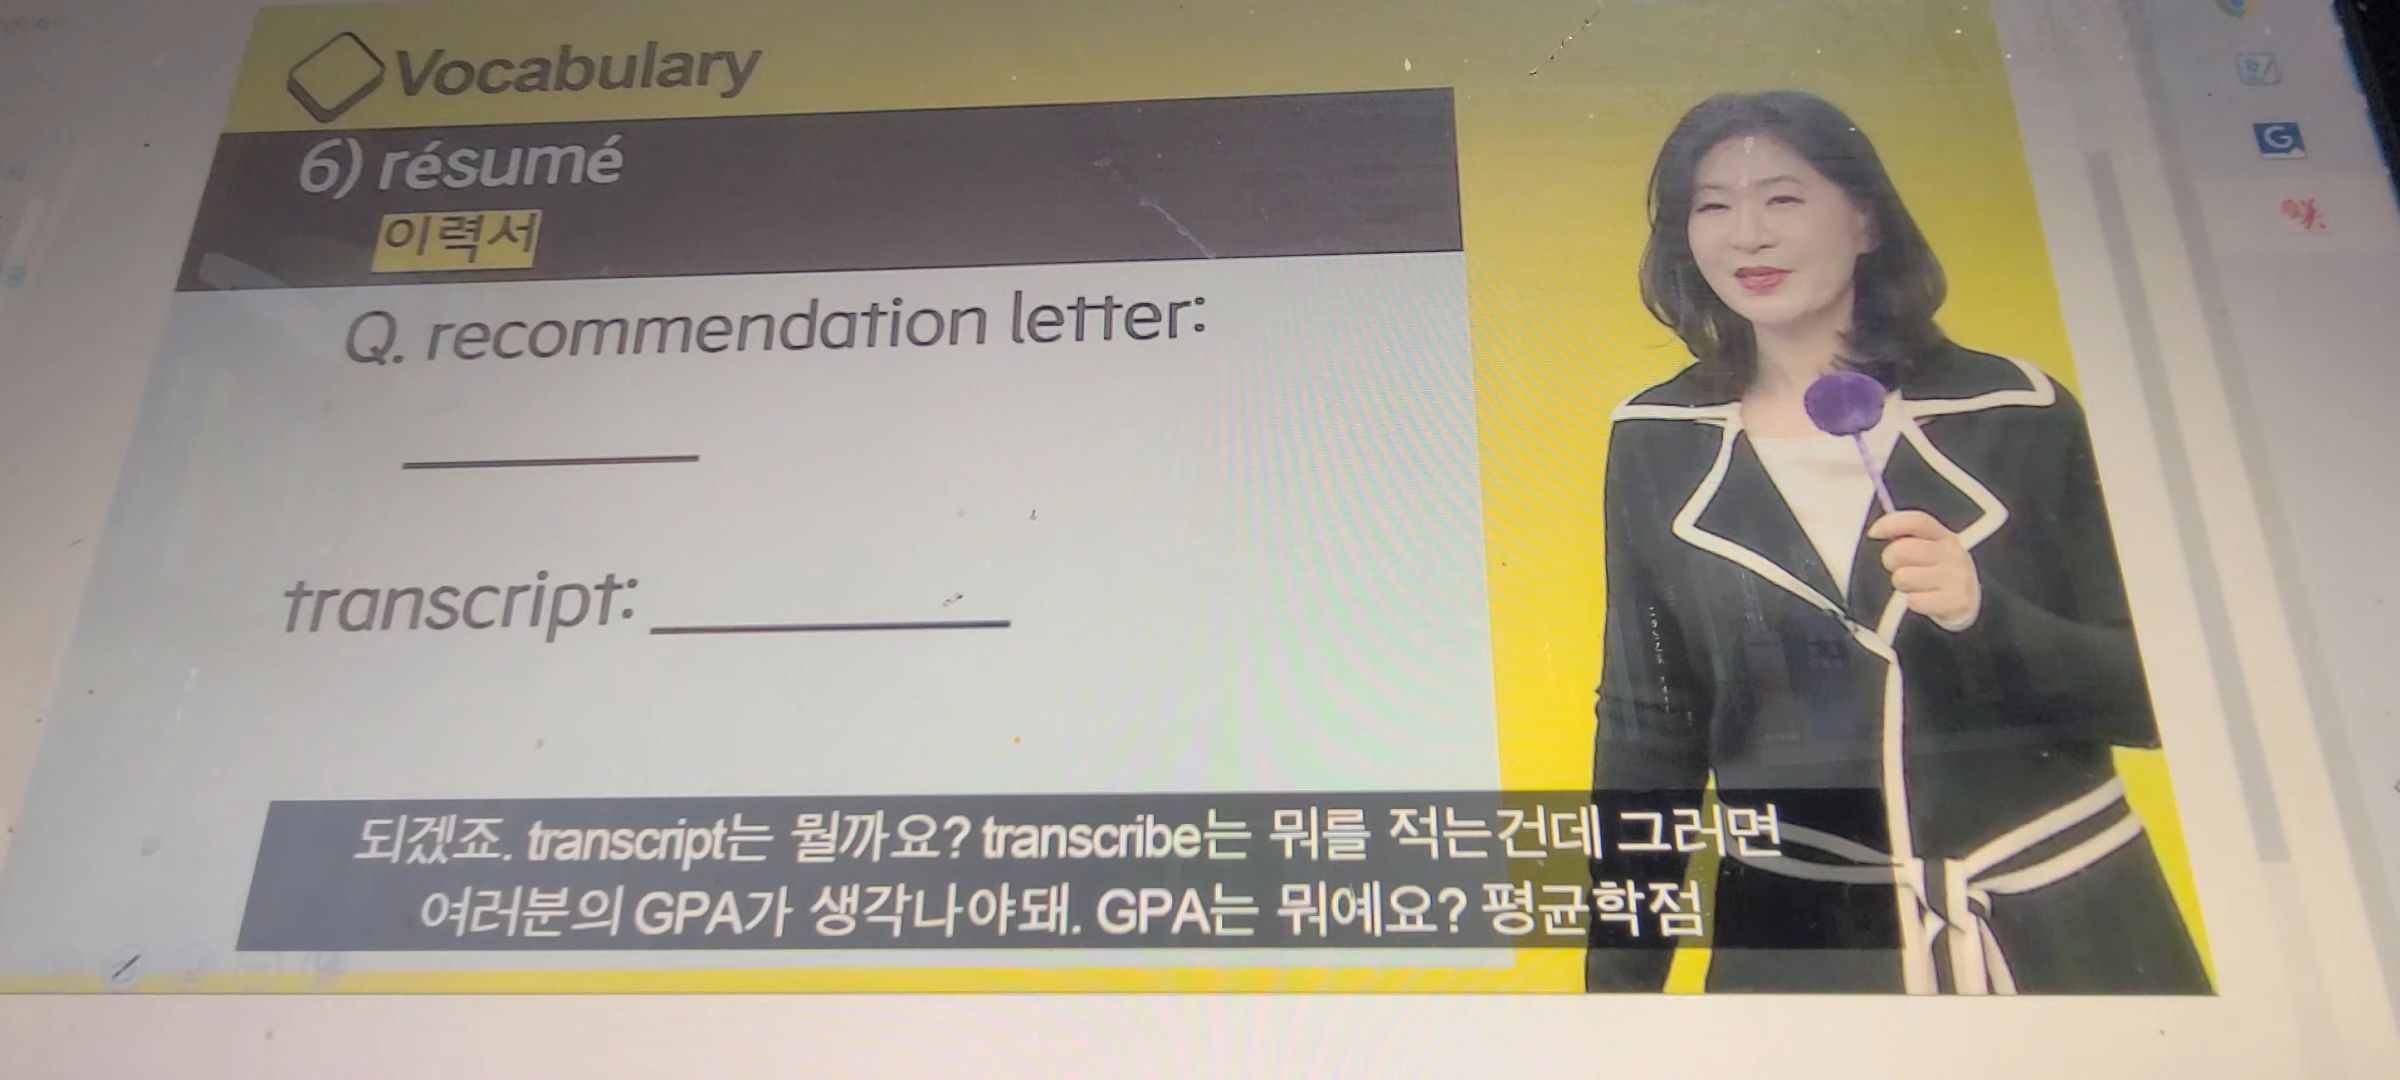 Vocabulary
6) résumé
이력서
Q. recommendation letter:
transcript:
되겠죠. transcript는 뭘까요? transcribe는 뭐를 적는건데 그러면
여러분의 GPA가 생각나야돼. GPA는 뭐예요? 평균학점